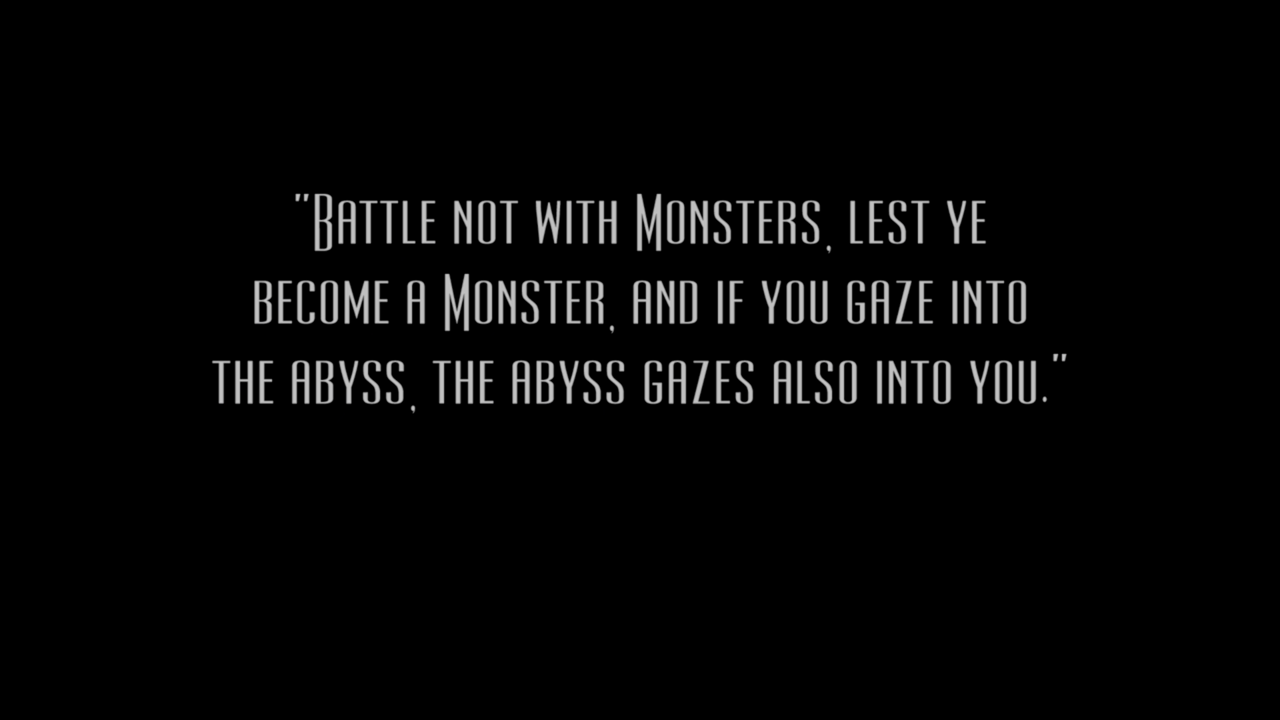 "Battle not with Monsters, lest ye
become a Monster, and if you gaze into
the abyss, the abyss gazes also into you."